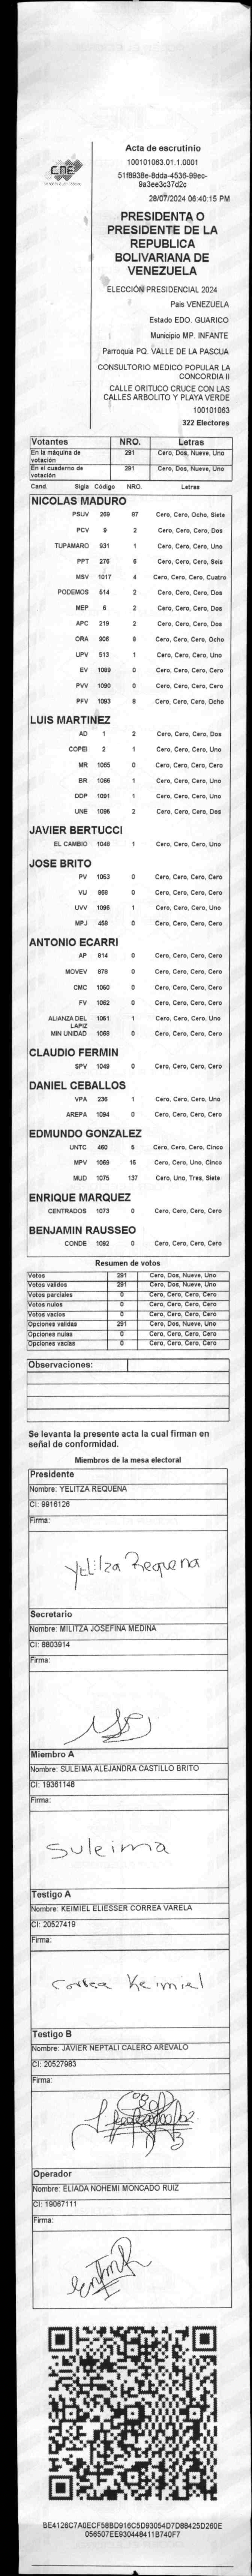 CNE
Acta de escrutinio
100101063.01.1.0001
28/07/2024 06:40:15 PM
PRESIDENTA O
PRESIDENTE DE LA
REPUBLICA
BOLIVARIANA DE
VENEZUELA
ELECCIÓN PRESIDENCIAL 2024
Pais VENEZUELA
Estado EDO. GUARICO
Municipio MP. INFANTE
Parroquia PQ. VALLE DE LA PASCUA
CONSULTORIO MEDICO POPULAR LA
CONCORDIA II
CALLE ORITUCO CRUCE CON LAS
CALLES ARBOLITO Y PLAYA VERDE
100101063
322 Electores
Votantes NRO. Letras
En la máquina de votación 291 Cero, Dos, Nueve, Uno
En el cuaderno de votación 291 Cero, Dos, Nueve, Uno
Cand. Sigla Código NRO. Letras
NICOLAS MADURO
PSUV 269 87 Cero, Cero, Ocho, Siete
PCV 9 2 Cero, Cero, Cero, Dos
TUPAMARO 931 1 Cero, Cero, Cero, Uno
PPT 276 6 Cero, Cero, Cero, Seis
MSV 1017 4 Cero, Cero, Cero, Cuatro
PODEMOS 514 2 Cero, Cero, Cero, Dos
MEP 6 2 Cero, Cero, Cero, Dos
APC 219 2 Cero, Cero, Cero, Dos
ORA 906 8 Cero, Cero, Cero, Ocho
UPV 513 1 Cero, Cero, Cero, Uno
EV 1089 0 Cero, Cero, Cero, Cero
PVV 1090 0 Cero, Cero, Cero, Cero
PFV 1093 8 Cero, Cero, Cero, Ocho
LUIS MARTINEZ
AD 1 2 Cero, Cero, Cero, Dos
COPEI 2 1 Cero, Cero, Cero, Uno
MR 1065 0 Cero, Cero, Cero, Cero
BR 1066 1 Cero, Cero, Cero, Uno
DDP 1091 1 Cero, Cero, Cero, Uno
UNE 1095 2 Cero, Cero, Cero, Dos
JAVIER BERTUCCI
EL CAMBIO 1048 1 Cero, Cero, Cero, Uno
JOSE BRITO
PV 1053 0 Cero, Cero, Cero, Cero
VU 968 0 Cero, Cero, Cero, Cero
UVV 1096 1 Cero, Cero, Cero, Uno
MPJ 458 0 Cero, Cero, Cero, Cero
ANTONIO ECARRI
AP 814 0 Cero, Cero, Cero, Cero
MOVEV 978 0 Cero, Cero, Cero, Cero
CMC 1050 0 Cero, Cero, Cero, Cero
FV 1062 0 Cero, Cero, Cero, Cero
ALIANZA DEL LAPIZ 1051 1 Cero, Cero, Cero, Uno
MIN UNIDAD 1068 0 Cero, Cero, Cero, Cero
CLAUDIO FERMIN
SPV 1049 0 Cero, Cero, Cero, Cero
DANIEL CEBALLOS
VPA 236 1 Cero, Cero, Cero, Uno
AREPA 1094 0 Cero, Cero, Cero, Cero
EDMUNDO GONZALEZ
UNTC 460 5 Cero, Cero, Cero, Cinco
MPV 1069 15 Cero, Cero, Uno, Cinco
MUD 1075 137 Cero, Uno, Tres, Siete
ENRIQUE MARQUEZ
CENTRADOS 1073 0 Cero, Cero, Cero, Cero
BENJAMIN RAUSSEO
CONDE 1092 0 Cero, Cero, Cero, Cero
Resumen de votos
Votos 291 Cero, Dos, Nueve, Uno
Votos validos 291 Cero, Dos, Nueve, Uno
Votos parciales 0 Cero, Cero, Cero, Cero
Votos nulos 0 Cero, Cero, Cero, Cero
Votos vacios 0 Cero, Cero, Cero, Cero
Opciones validas 291 Cero, Dos, Nueve, Uno
Opciones nulas 0 Cero, Cero, Cero, Cero
Opciones vacias 0 Cero, Cero, Cero, Cero
Observaciones:
Se levanta la presente acta la cual firman en
señal de conformidad.
Miembros de la mesa electoral
Presidente
Nombre: YELITZA REQUENA
CI: 9916126
Firma:
Yelitza Requena
Secretario
Nombre: MILITZA JOSEFINA MEDINA
CI: 8803914
Firma:
Miembro A
Nombre: SULEIMA ALEJANDRA CASTILLO BRITO
CI: 19361148
Firma:
Suleima
Testigo A
Nombre: KEIMIEL ELIESSER CORREA VARELA
CI: 20527419
Firma:
Correa Keimiel
Testigo B
Nombre: JAVIER NEPTALI CALERO AREVALO
CI: 20527983
Firma:
Operador
Nombre: ELIADA NOHEMI MONCADO RUIZ
CI: 19067111
Firma:
BE4126C7A0ECF58BD916C5D93054D7D88425D260E
056507EE930448411B740F7